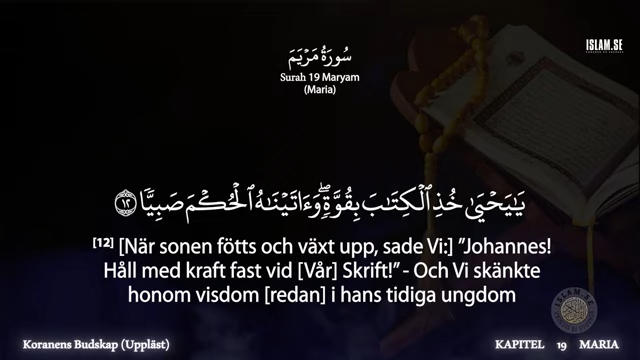 ISLAM.SE
سُورَةُ مَرْيَمَ
Surah 19 Maryam
(Maria)
يَٰيَحْيَىٰ خُذِ ٱلْكِتَٰبَ بِقُوَّةٍۖ وَءَاتَيْنَٰهُ ٱلْحُكْمَ صَبِيًّا ١٢
[12] [När sonen fötts och växt upp, sade Vi:] ”Johannes!
Håll med kraft fast vid [Vår] Skrift!” - Och Vi skänkte
honom visdom [redan] i hans tidiga ungdom
ISLAM.SE
Koranens Budskap (Uppläst)
KAPITEL 19 MARIA